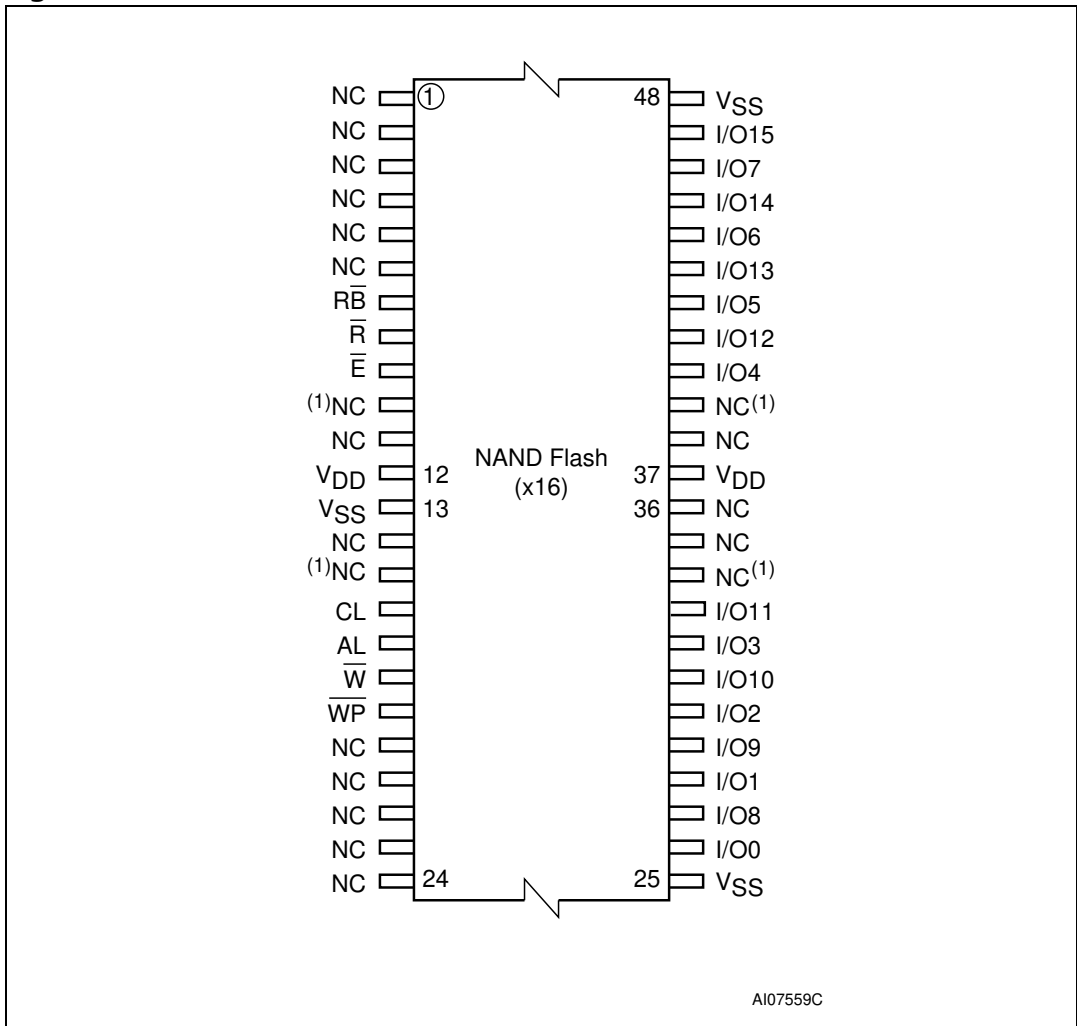 NC 1 48 VSS
NC I/O15
NC I/O7
NC I/O14
NC I/O6
NC I/O13
RB̅ I/O5
R̅ I/O12
E̅ I/O4
(1)NC NC(1)
NC NC
NAND Flash
VDD 12 37 VDD
(x16)
VSS 13 36 NC
NC NC
(1)NC NC(1)
CL I/O11
AL I/O3
W̅ I/O10
W̅P̅ I/O2
NC I/O9
NC I/O1
NC I/O8
NC I/O0
NC 24 25 VSS
AI07559C